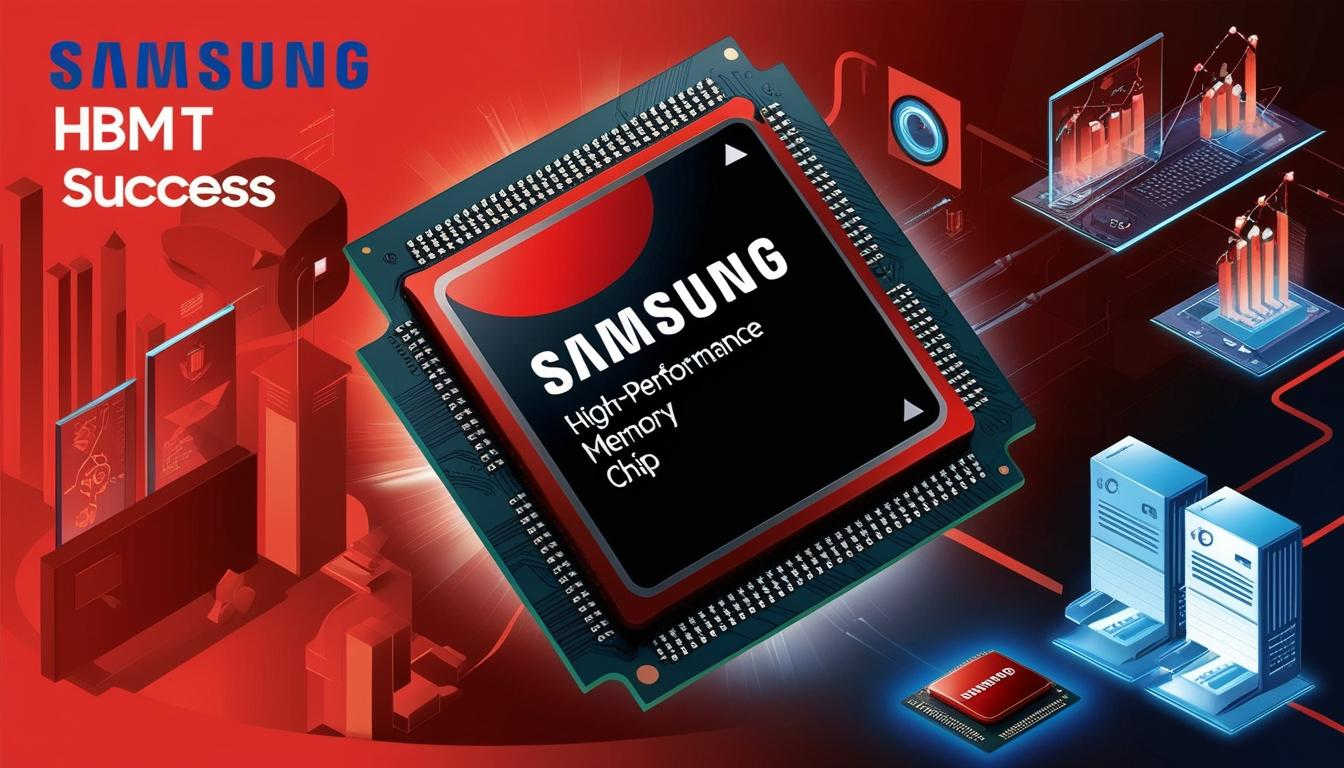 SAMSUNG
HBMT
Success
SAMSUNG
High-Performance
Memory
Chip